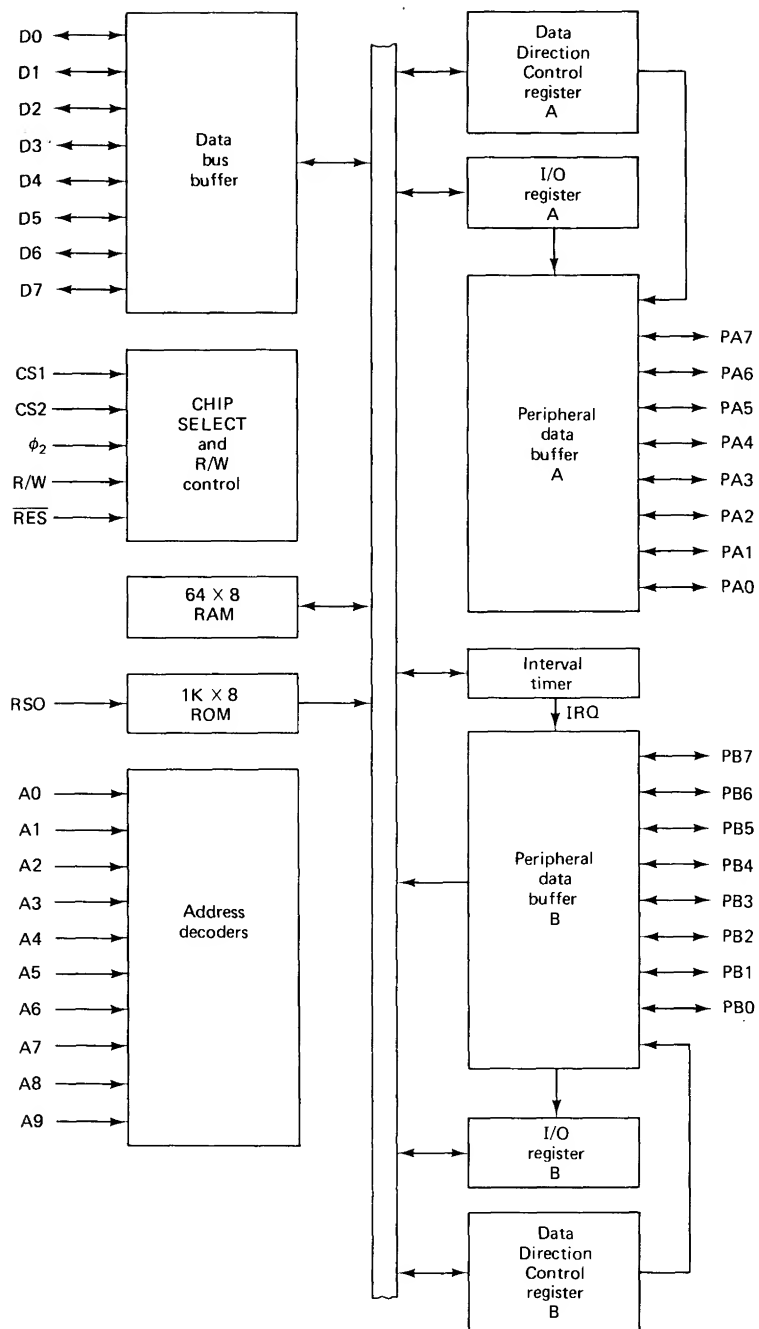 D0
D1
D2
D3
D4
D5
D6
D7
Data
bus
buffer
CS1
CS2
ϕ2
R/W
RES
CHIP
SELECT
and
R/W
control
64 × 8
RAM
RSO
1K × 8
ROM
A0
A1
A2
A3
A4
A5
A6
A7
A8
A9
Address
decoders
Data
Direction
Control
register
A
I/O
register
A
Peripheral
data
buffer
A
PA7
PA6
PA5
PA4
PA3
PA2
PA1
PA0
Interval
timer
IRQ
Peripheral
data
buffer
B
PB7
PB6
PB5
PB4
PB3
PB2
PB1
PB0
I/O
register
B
Data
Direction
Control
register
B